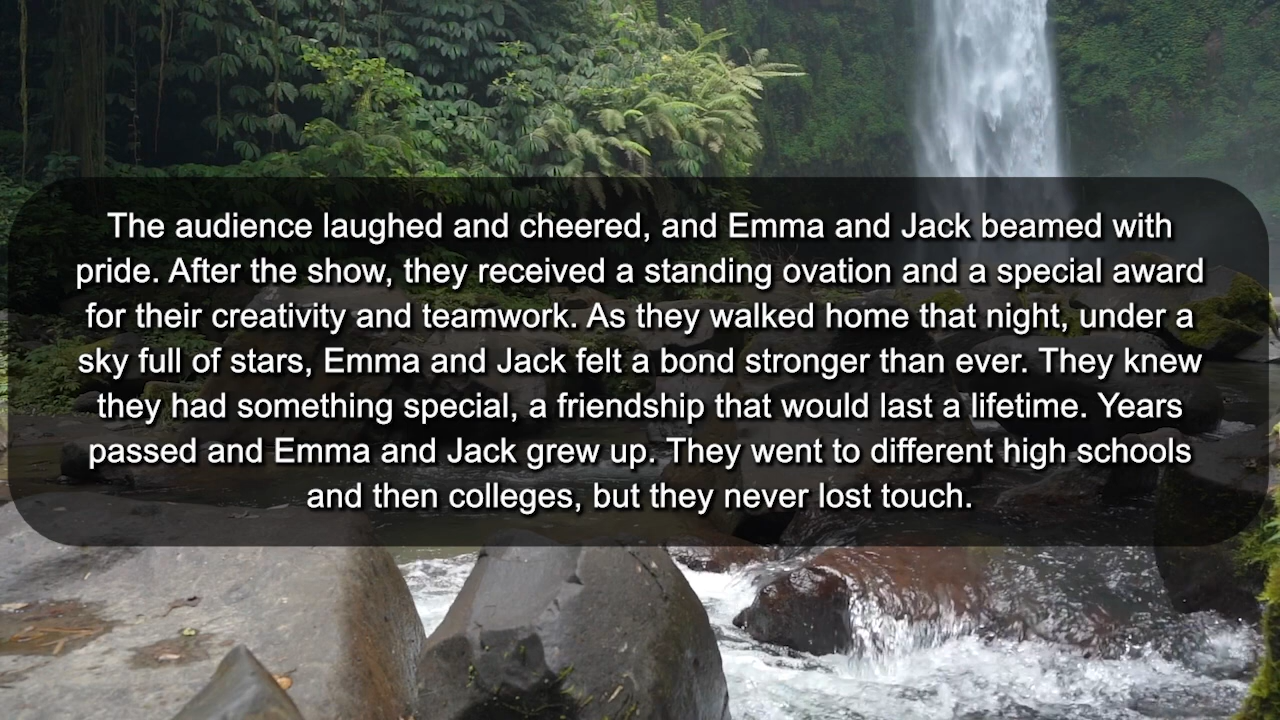 The audience laughed and cheered, and Emma and Jack beamed with
pride. After the show, they received a standing ovation and a special award
for their creativity and teamwork. As they walked home that night, under a
sky full of stars, Emma and Jack felt a bond stronger than ever. They knew
they had something special, a friendship that would last a lifetime. Years
passed and Emma and Jack grew up. They went to different high schools
and then colleges, but they never lost touch.